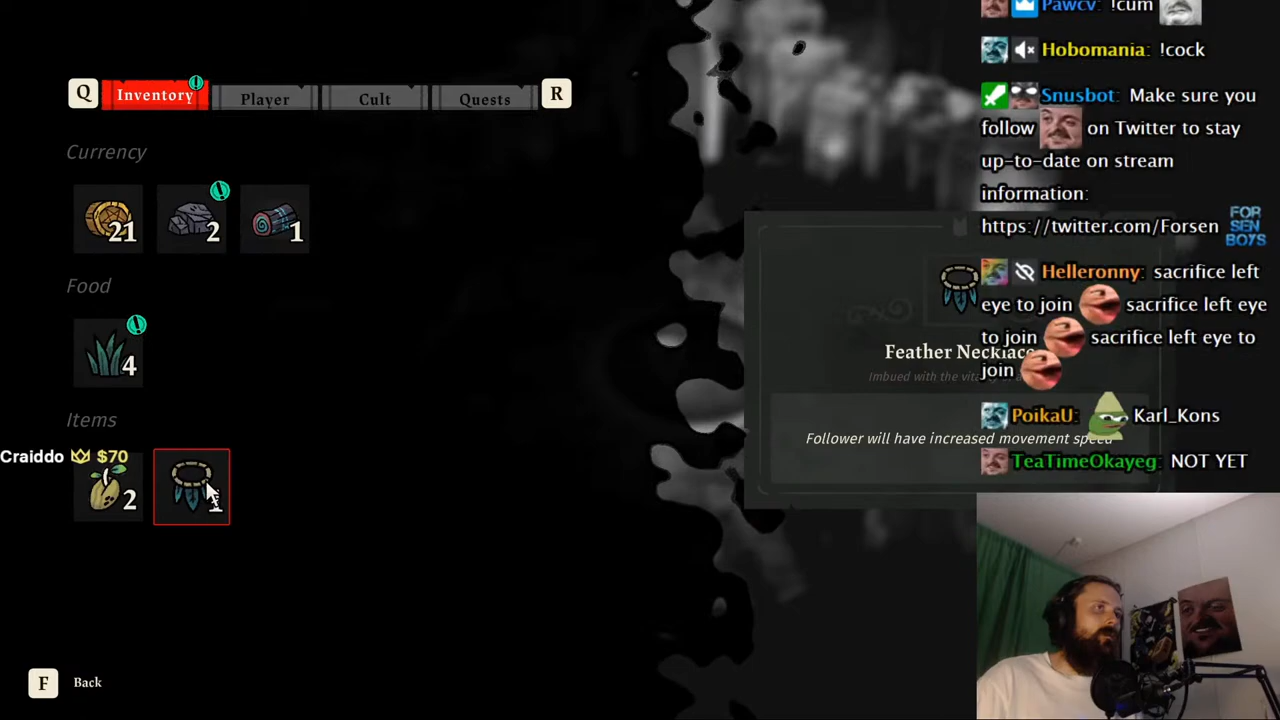 Q Inventory Player Cult Quests R
Currency
21 2 1
Food
4
Items
Craiddo $70
2 1
F Back
Feather Necklace
Imbued with the
Follower will have increased movement speed
Pawcv: !cum
Hobomania: !cock
Snusbot: Make sure you
follow on Twitter to stay
up-to-date on stream
information:
https://twitter.com/Forsen FOR
SEN
BOYS
Helleronny: sacrifice left
eye to join sacrifice left eye
to join sacrifice left eye to
join
PoikaU: Karl_Kons
TeaTimeOkayeg: NOT YET